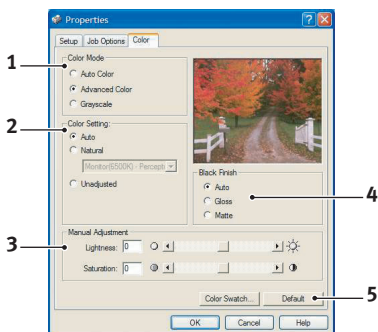 Properties
Setup Job Options Color
1
Color Mode
Auto Color
Advanced Color
Grayscale
2
Color Setting:
Auto
Natural
Monitor(6500K) - Percepti
Unadjusted
Black Finish
Auto
Gloss
Matte
4
Manual Adjustment
3
Lightness: 0
Saturation: 0
Color Swatch... Default
5
OK Cancel Help